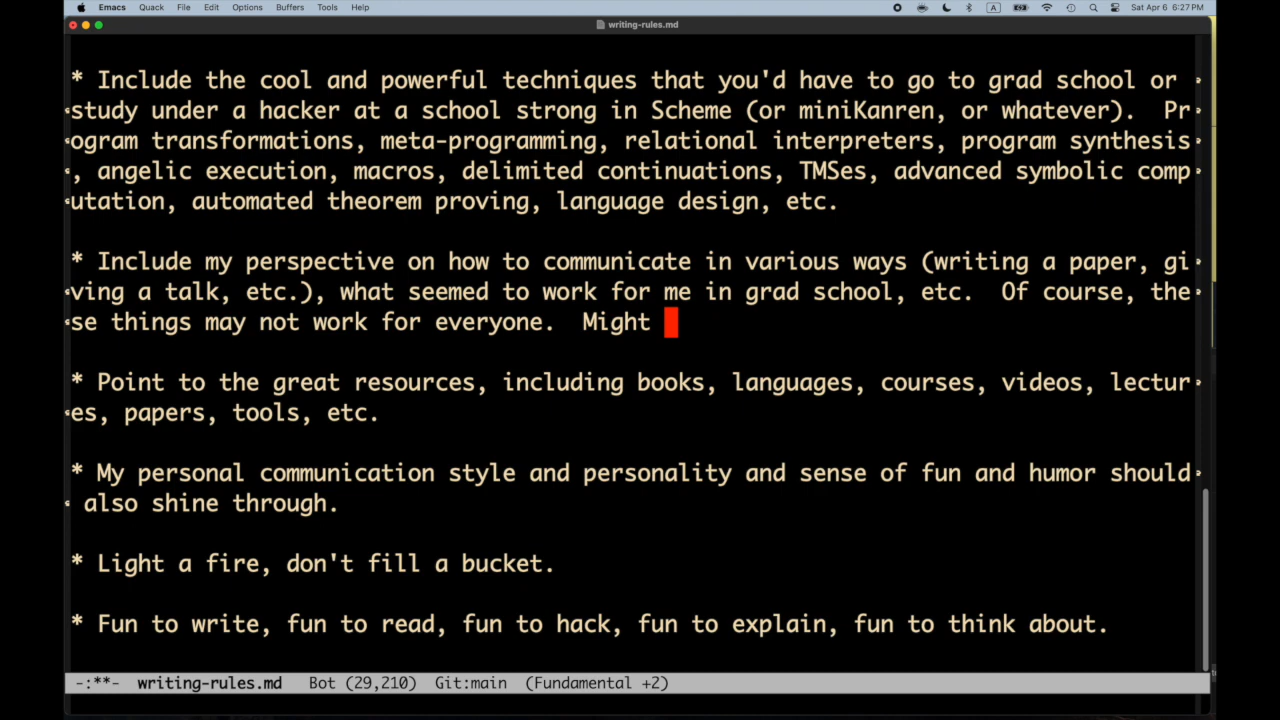 Emacs Quack File Edit Options Buffers Tools Help A Sat Apr 6 6:27 PM
writing-rules.md
* Include the cool and powerful techniques that you'd have to go to grad school or
study under a hacker at a school strong in Scheme (or miniKanren, or whatever).  Pr
ogram transformations, meta-programming, relational interpreters, program synthesis
, angelic execution, macros, delimited continuations, TMSes, advanced symbolic comp
utation, automated theorem proving, language design, etc.
* Include my perspective on how to communicate in various ways (writing a paper, gi
ving a talk, etc.), what seemed to work for me in grad school, etc.  Of course, the
se things may not work for everyone.  Might
* Point to the great resources, including books, languages, courses, videos, lectur
es, papers, tools, etc.
* My personal communication style and personality and sense of fun and humor should
also shine through.
* Light a fire, don't fill a bucket.
* Fun to write, fun to read, fun to hack, fun to explain, fun to think about.
-:**-  writing-rules.md   Bot (29,210)  Git:main  (Fundamental +2)